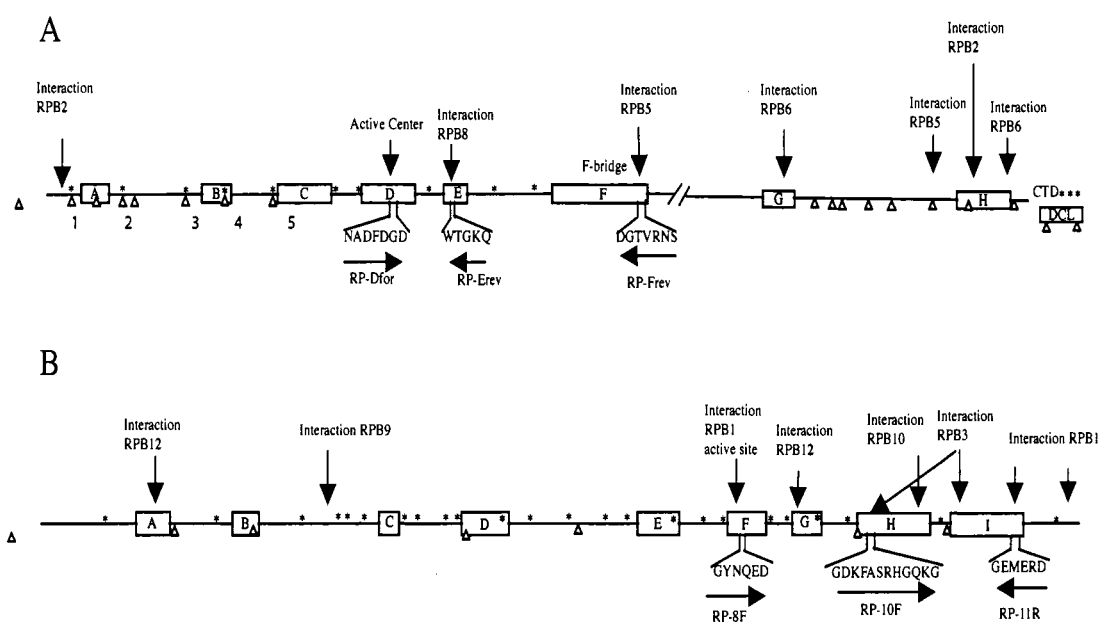 A
Interaction
RPB2
Interaction
RPB2
Active Center
Interaction
RPB8
Interaction
RPB5
Interaction
RPB6
Interaction
RPB5
Interaction
RPB6
F-bridge
A
B*
C
D
E
F
G
H
CTD***
DCL
1 2 3 4 5
NADFDGD WTGKQ DGTVRNS
RP-Dfor RP-Erev RP-Frev
B
Interaction
RPB12
Interaction RPB9
Interaction
RPB1
active site
Interaction
RPB12
Interaction
RPB10
Interaction
RPB3
Interaction RPB1
A B C D* E* F G* H I
GYNQED GDKFASRHGQKG GEMERD
RP-8F RP-10F RP-11R